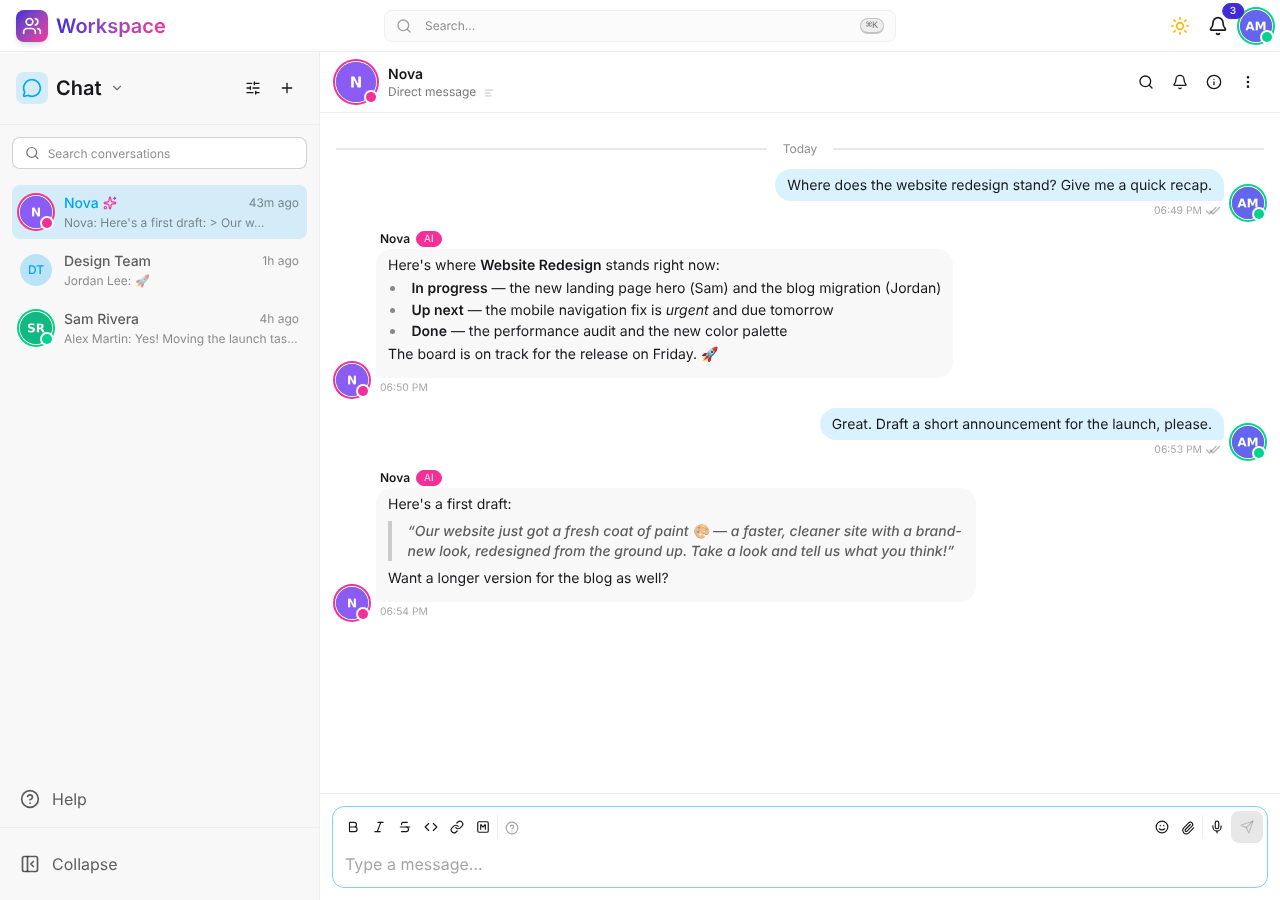 Workspace
Search...
⌘K
3
AM
Chat
Search conversations
N
Nova
43m ago
Nova: Here's a first draft: > Our w...
DT
Design Team
1h ago
Jordan Lee: 🚀
SR
Sam Rivera
4h ago
Alex Martin: Yes! Moving the launch tas...
Help
Collapse
N
Nova
Direct message
Today
Where does the website redesign stand? Give me a quick recap.
AM
06:49 PM
Nova AI
Here's where Website Redesign stands right now:
• In progress — the new landing page hero (Sam) and the blog migration (Jordan)
• Up next — the mobile navigation fix is urgent and due tomorrow
• Done — the performance audit and the new color palette
The board is on track for the release on Friday. 🚀
N
06:50 PM
Great. Draft a short announcement for the launch, please.
AM
06:53 PM
Nova AI
Here's a first draft:
“Our website just got a fresh coat of paint 🎨 — a faster, cleaner site with a brand-
new look, redesigned from the ground up. Take a look and tell us what you think!”
Want a longer version for the blog as well?
N
06:54 PM
Type a message...